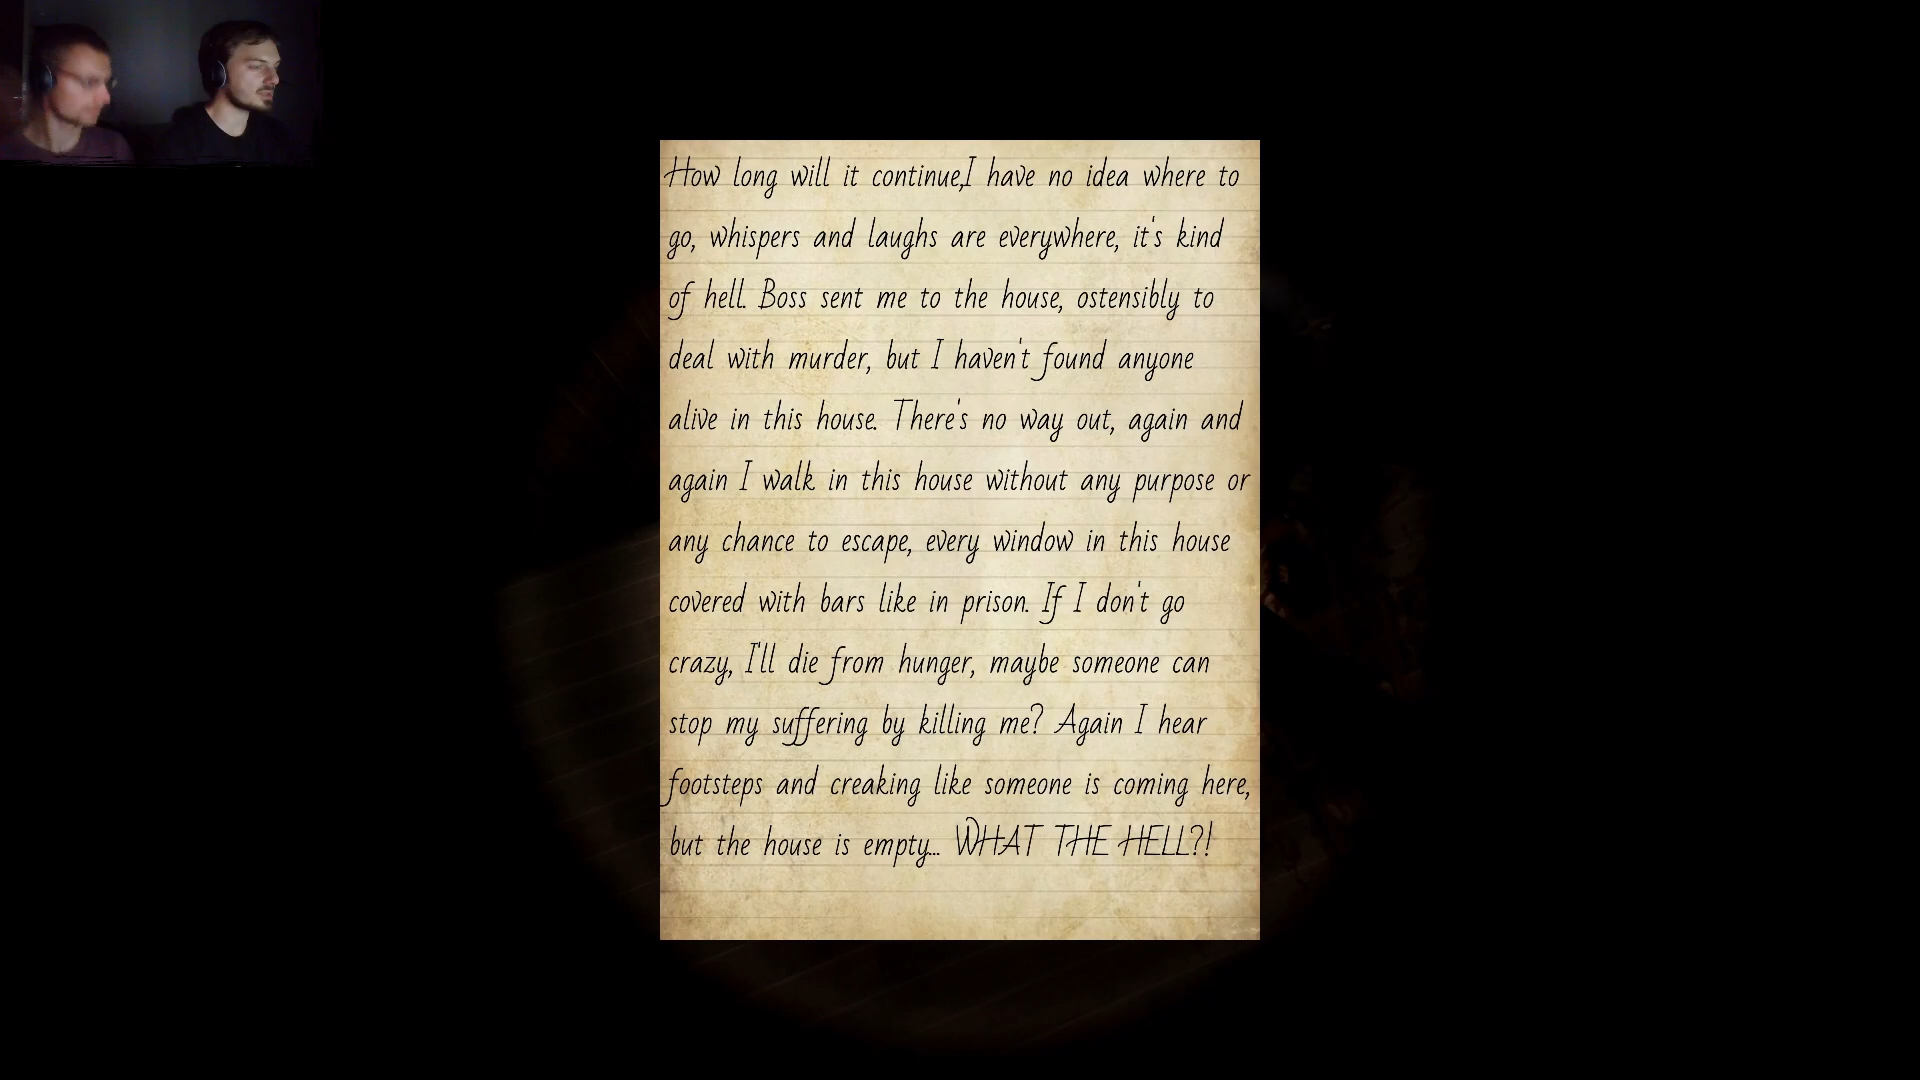 How long will it continue,I have no idea where to
go, whispers and laughs are everywhere, it's kind
of hell. Boss sent me to the house, ostensibly to
deal with murder, but I haven't found anyone
alive in this house. There's no way out, again and
again I walk in this house without any purpose or
any chance to escape, every window in this house
covered with bars like in prison. If I don't go
crazy, I'll die from hunger, maybe someone can
stop my suffering by killing me? Again I hear
footsteps and creaking like someone is coming here,
but the house is empty... WHAT THE HELL?!